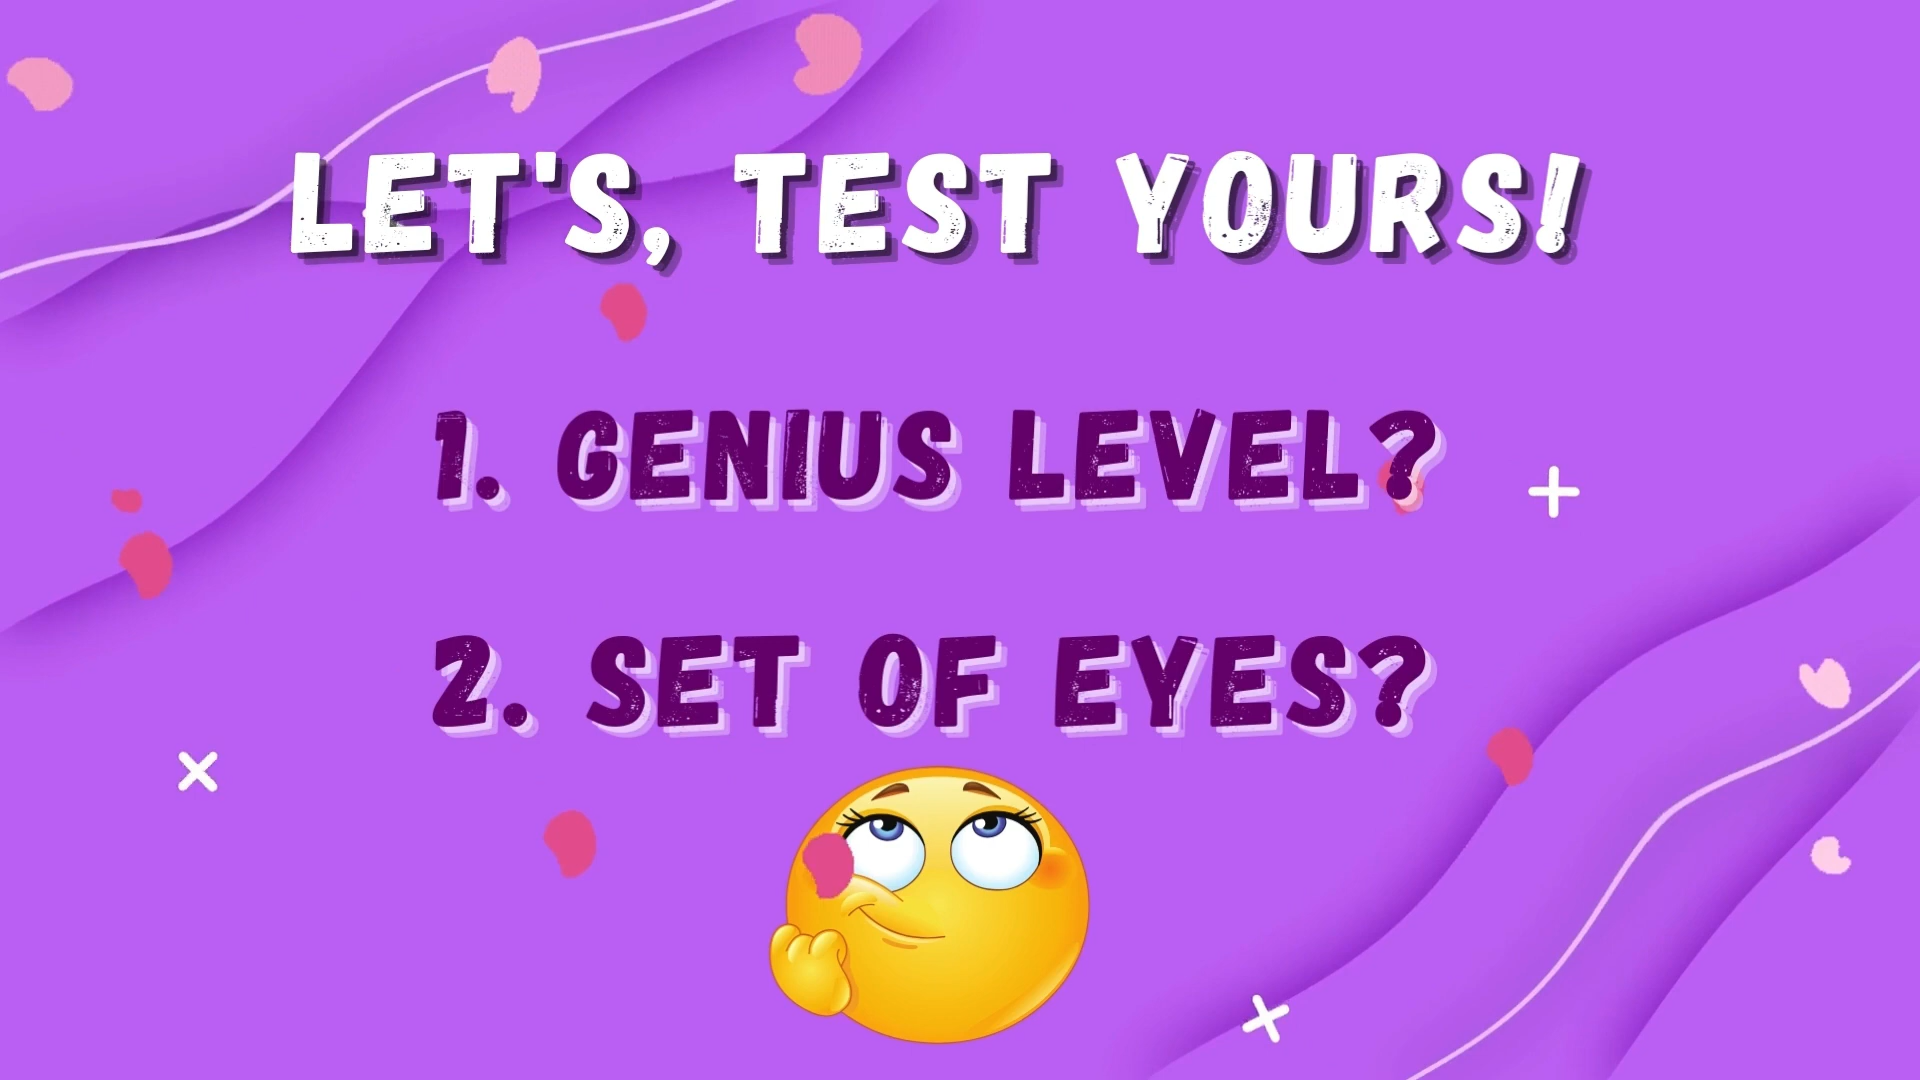 LET'S, TEST YOURS!
1. GENIUS LEVEL?
2. SET OF EYES?